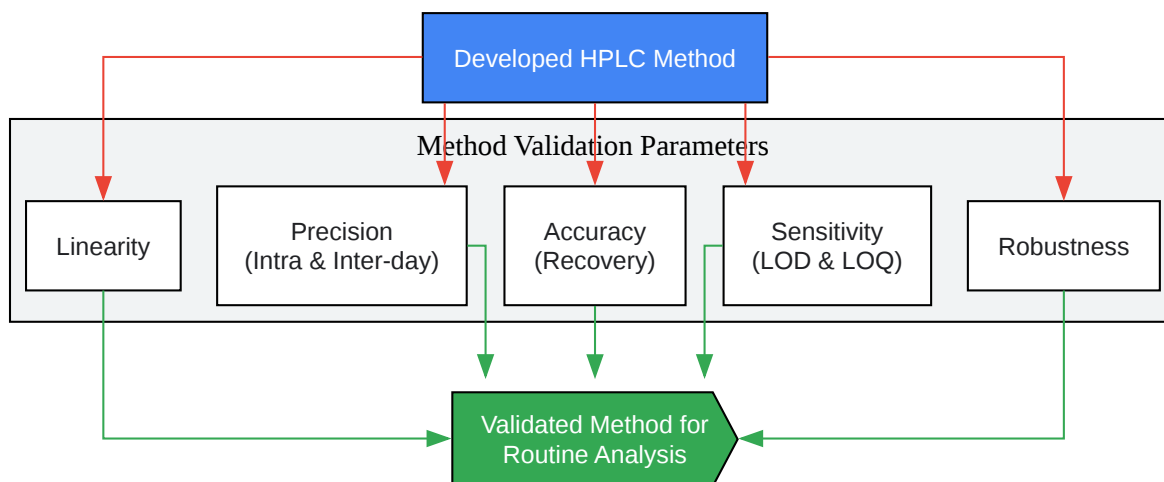 Developed HPLC Method
Method Validation Parameters
Linearity
Precision
(Intra & Inter-day)
Accuracy
(Recovery)
Sensitivity
(LOD & LOQ)
Robustness
Validated Method for
Routine Analysis